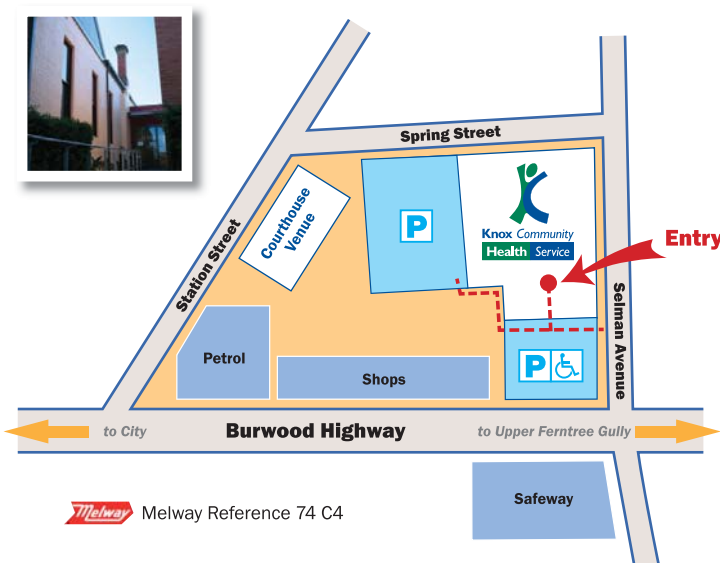 Spring Street
Courthouse
Venue
P
Knox Community
Health Service
Entry
Station Street
Selman Avenue
Petrol
Shops
P
to City
Burwood Highway
to Upper Ferntree Gully
Safeway
Melway
Melway Reference 74 C4